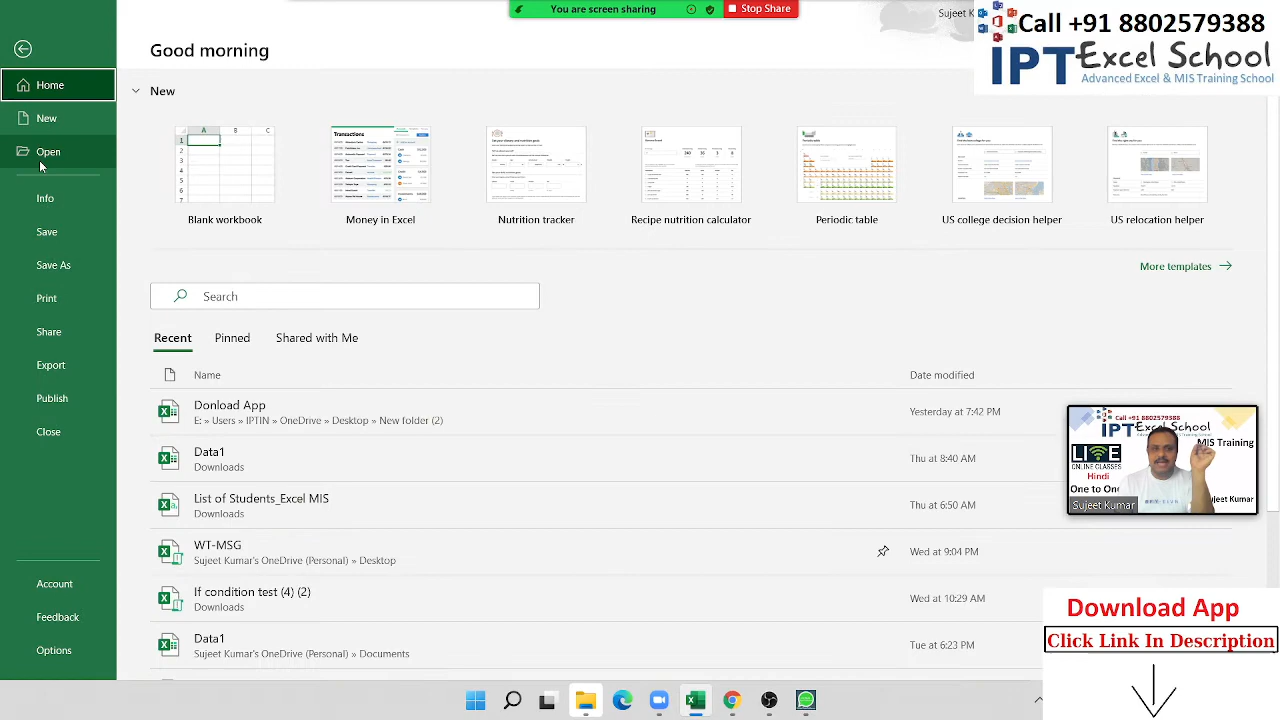 You are screen sharing
Stop Share
Sujeet K
Call +91 8802579388
IPT Excel School
Advanced Excel & MIS Training School
Good morning
Home
New
Open
Info
Save
Save As
Print
Share
Export
Publish
Close
Account
Feedback
Options
New
Blank workbook
Money in Excel
Nutrition tracker
Recipe nutrition calculator
Periodic table
US college decision helper
US relocation helper
More templates
Search
Recent Pinned Shared with Me
Name Date modified
Donload App Yesterday at 7:42 PM
E: » Users » IPTIN » OneDrive » Desktop » New folder (2)
Data1 Thu at 8:40 AM
Downloads
List of Students_Excel MIS Thu at 6:50 AM
Downloads
WT-MSG Wed at 9:04 PM
Sujeet Kumar's OneDrive (Personal) » Desktop
If condition test (4) (2) Wed at 10:29 AM
Downloads
Data1 Tue at 6:23 PM
Sujeet Kumar's OneDrive (Personal) » Documents
Call +91 8802579388
IPT Excel School
MIS Training
LIVE
ONLINE CLASSES
Hindi
One to One
Sujeet Kumar
Download App
Click Link In Description